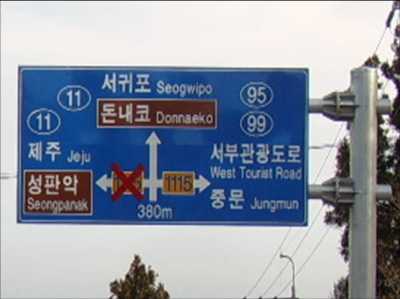 서귀포 Seogwipo
11
돈내코 Donnaeko
95
11
99
제주 Jeju
서부관광도로
West Tourist Road
성판악
Seongpanak
1115
중문 Jungmun
380m